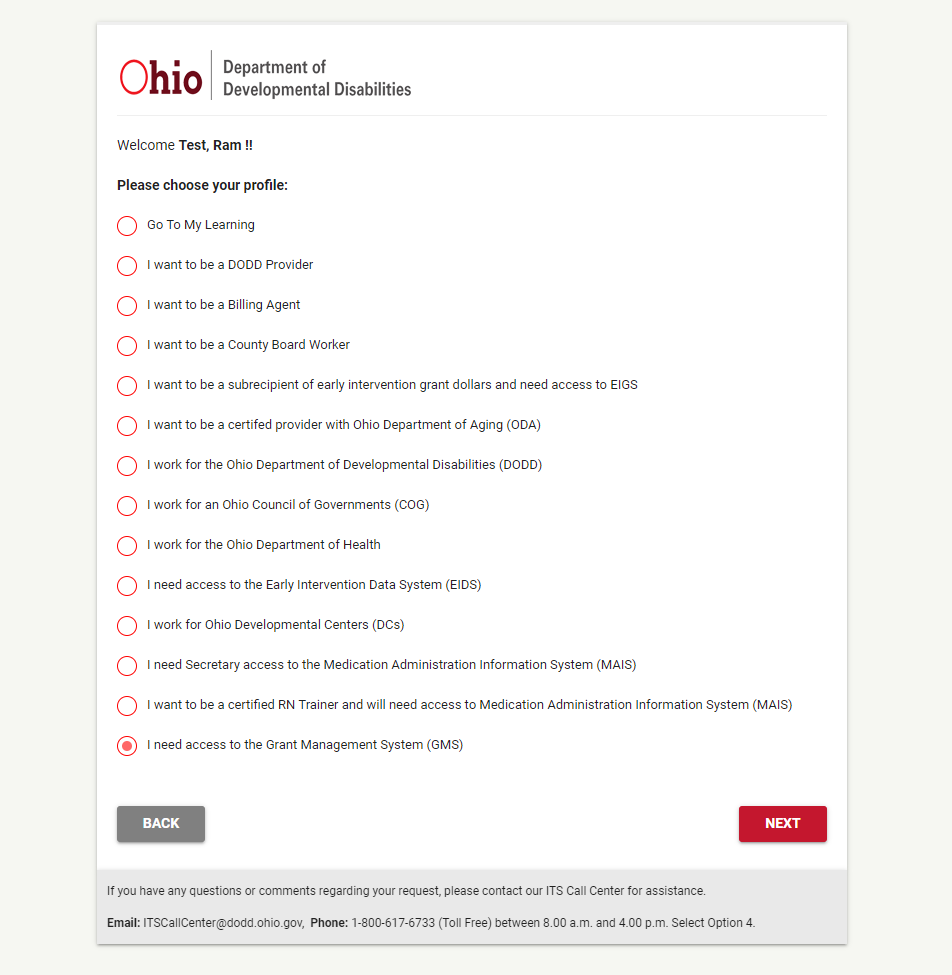 Ohio
Department of
Developmental Disabilities
Welcome Test, Ram !!
Please choose your profile:
Go To My Learning
I want to be a DODD Provider
I want to be a Billing Agent
I want to be a County Board Worker
I want to be a subrecipient of early intervention grant dollars and need access to EIGS
I want to be a certifed provider with Ohio Department of Aging (ODA)
I work for the Ohio Department of Developmental Disabilities (DODD)
I work for an Ohio Council of Governments (COG)
I work for the Ohio Department of Health
I need access to the Early Intervention Data System (EIDS)
I work for Ohio Developmental Centers (DCs)
I need Secretary access to the Medication Administration Information System (MAIS)
I want to be a certified RN Trainer and will need access to Medication Administration Information System (MAIS)
I need access to the Grant Management System (GMS)
BACK
NEXT
If you have any questions or comments regarding your request, please contact our ITS Call Center for assistance.
Email: ITSCallCenter@dodd.ohio.gov, Phone: 1-800-617-6733 (Toll Free) between 8.00 a.m. and 4.00 p.m. Select Option 4.